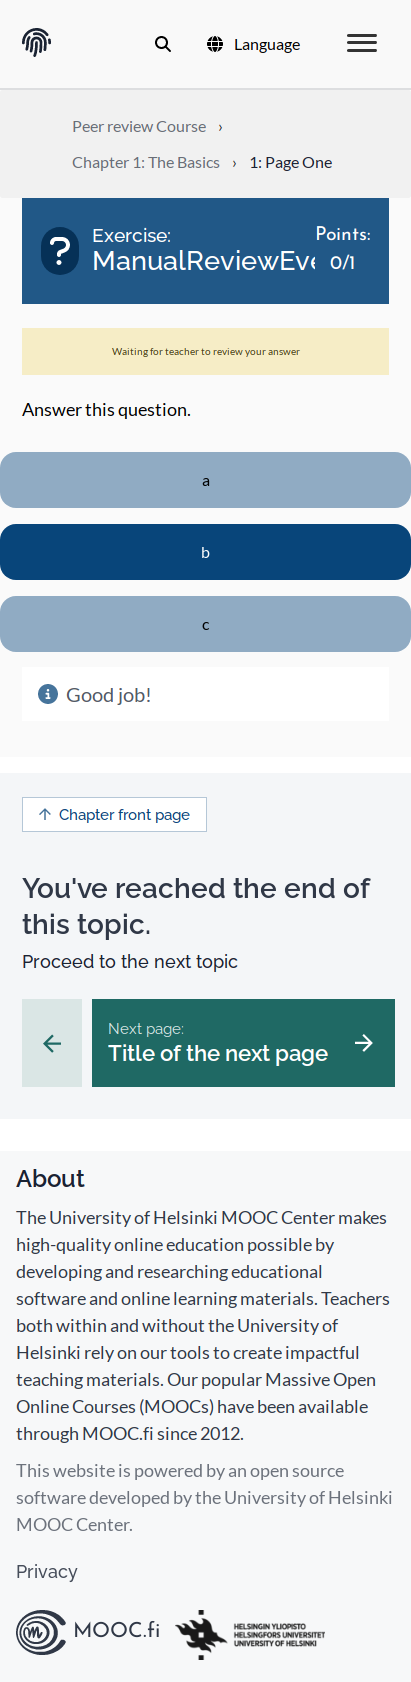 Language
Peer review Course ›
Chapter 1: The Basics › 1: Page One
Exercise:
ManualReviewEve
Points:
0/1
Waiting for teacher to review your answer
Answer this question.
a
b
c
Good job!
Chapter front page
You've reached the end of
this topic.
Proceed to the next topic
Next page:
Title of the next page
About
The University of Helsinki MOOC Center makes
high-quality online education possible by
developing and researching educational
software and online learning materials. Teachers
both within and without the University of
Helsinki rely on our tools to create impactful
teaching materials. Our popular Massive Open
Online Courses (MOOCs) have been available
through MOOC.fi since 2012.
This website is powered by an open source
software developed by the University of Helsinki
MOOC Center.
Privacy
MOOC.fi
HELSINGIN YLIOPISTO
HELSINGFORS UNIVERSITET
UNIVERSITY OF HELSINKI